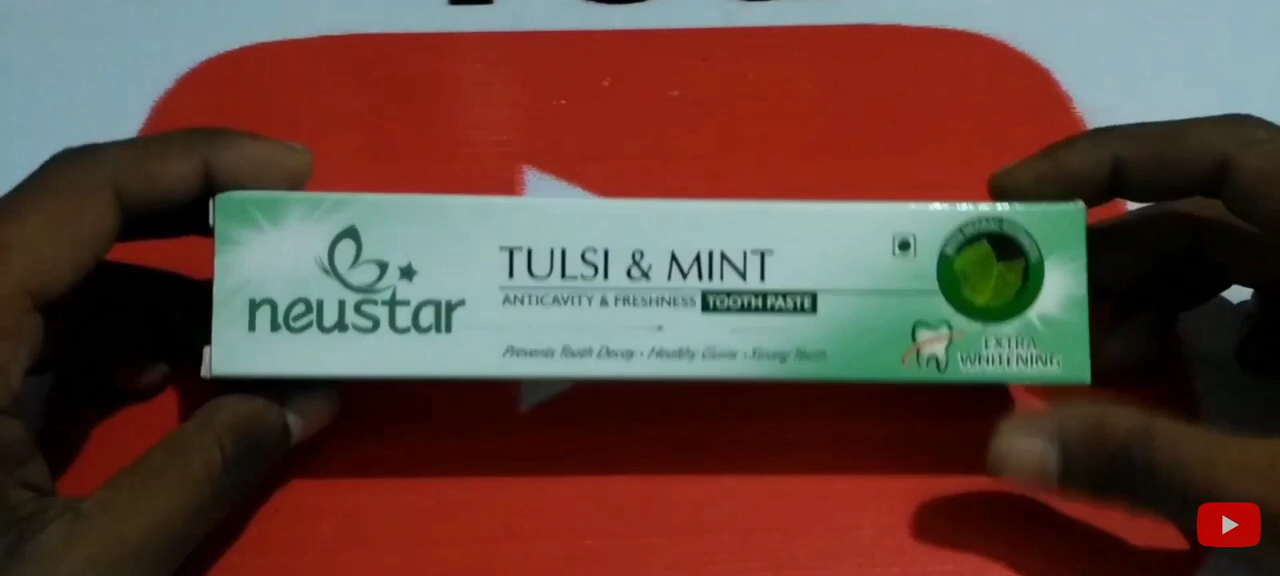 neustar
TULSI & MINT
ANTICAVITY & FRESHNESS TOOTH PASTE
Prevents Tooth Decay • Healthy Gums • Strong Teeth
EXTRA
WHITENING